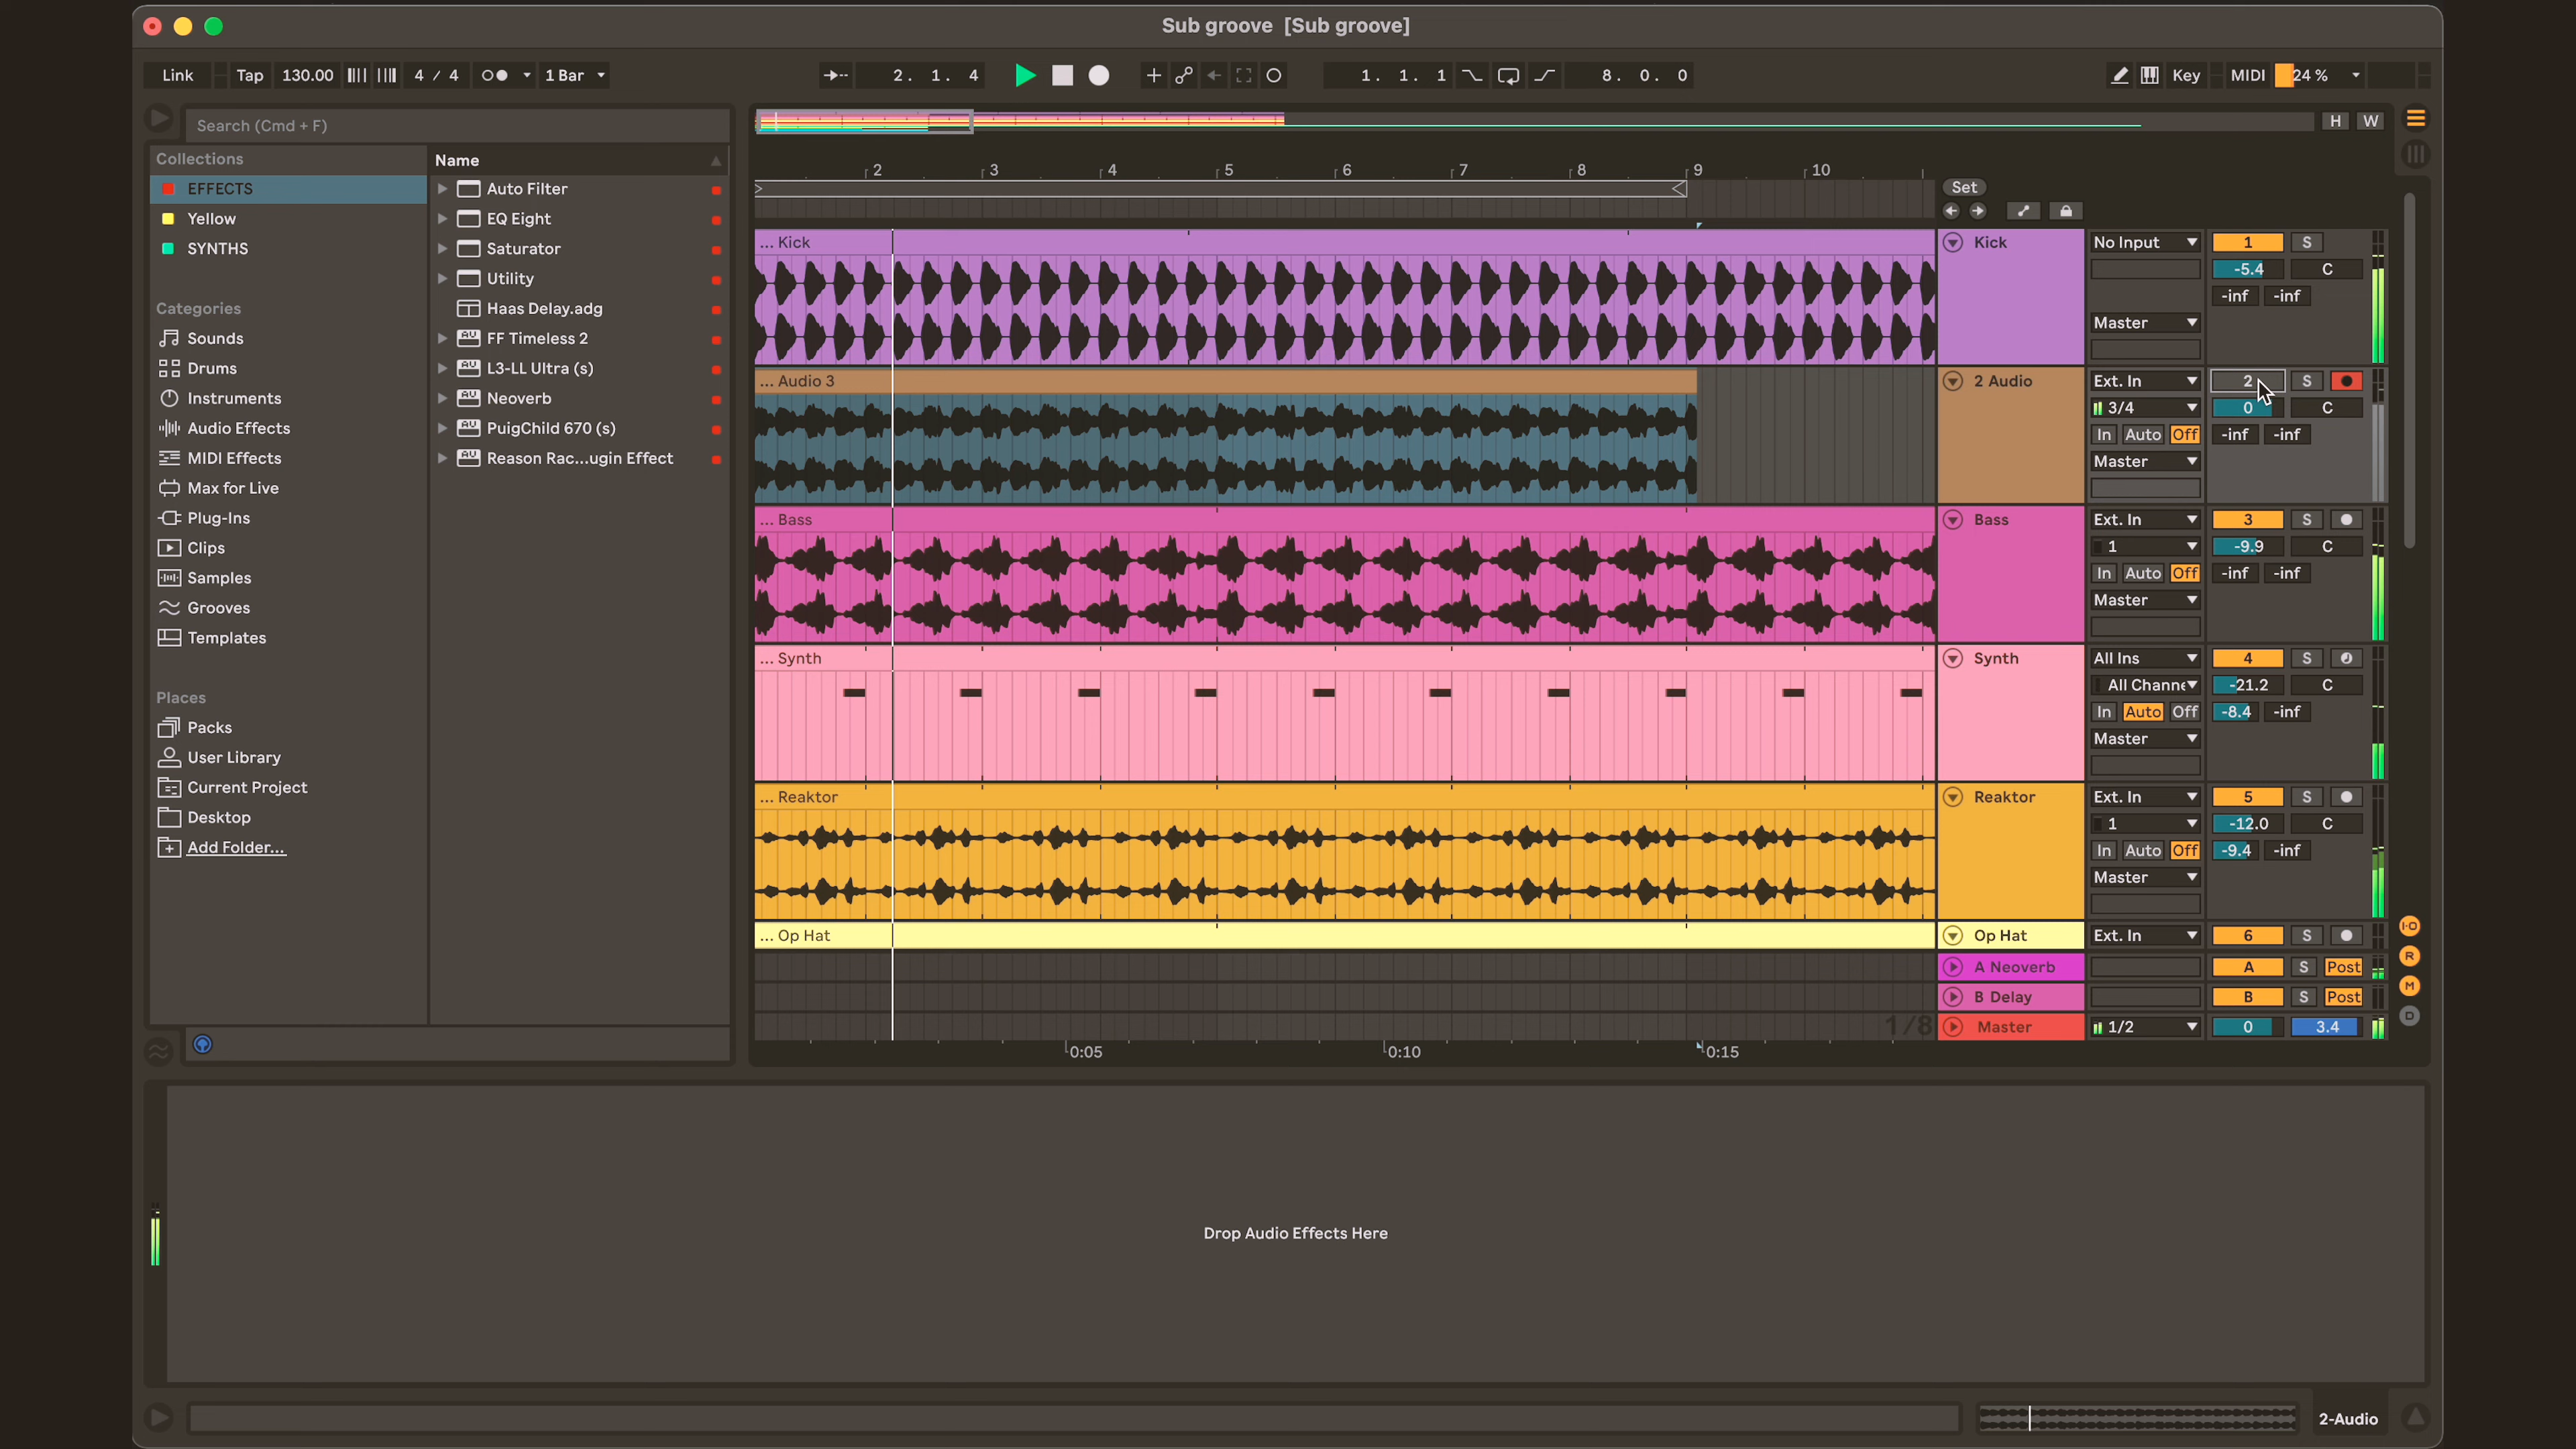 Sub groove [Sub groove]
Link Tap 130.00 4 / 4 1 Bar 2. 1. 4 1. 1. 1 8. 0. 0 Key MIDI 24 %
Search (Cmd + F)
H W
Collections
EFFECTS
Yellow
SYNTHS
Categories
Sounds
Drums
Instruments
Audio Effects
MIDI Effects
Max for Live
Plug-Ins
Clips
Samples
Grooves
Templates
Places
Packs
User Library
Current Project
Desktop
Add Folder...
Name
Auto Filter
EQ Eight
Saturator
Utility
Haas Delay.adg
FF Timeless 2
L3-LL Ultra (s)
Neoverb
PuigChild 670 (s)
Reason Rac...ugin Effect
2 3 4 5 6 7 8 9 10
Set
... Kick Kick No Input 1 S
-5.4 C
-inf -inf
Master
... Audio 3 2 Audio Ext. In 2 S
3/4 0 C
In Auto Off -inf -inf
Master
... Bass Bass Ext. In 3 S
1 -9.9 C
In Auto Off -inf -inf
Master
... Synth Synth All Ins 4 S
All Channe -21.2 C
In Auto Off -8.4 -inf
Master
... Reaktor Reaktor Ext. In 5 S
1 -12.0 C
In Auto Off -9.4 -inf
Master
... Op Hat Op Hat Ext. In 6 S
I·O
A Neoverb A S Post
R
M
B Delay B S Post
D
1/8 Master 1/2 0 3.4
0:05 0:10 0:15
Drop Audio Effects Here
2-Audio